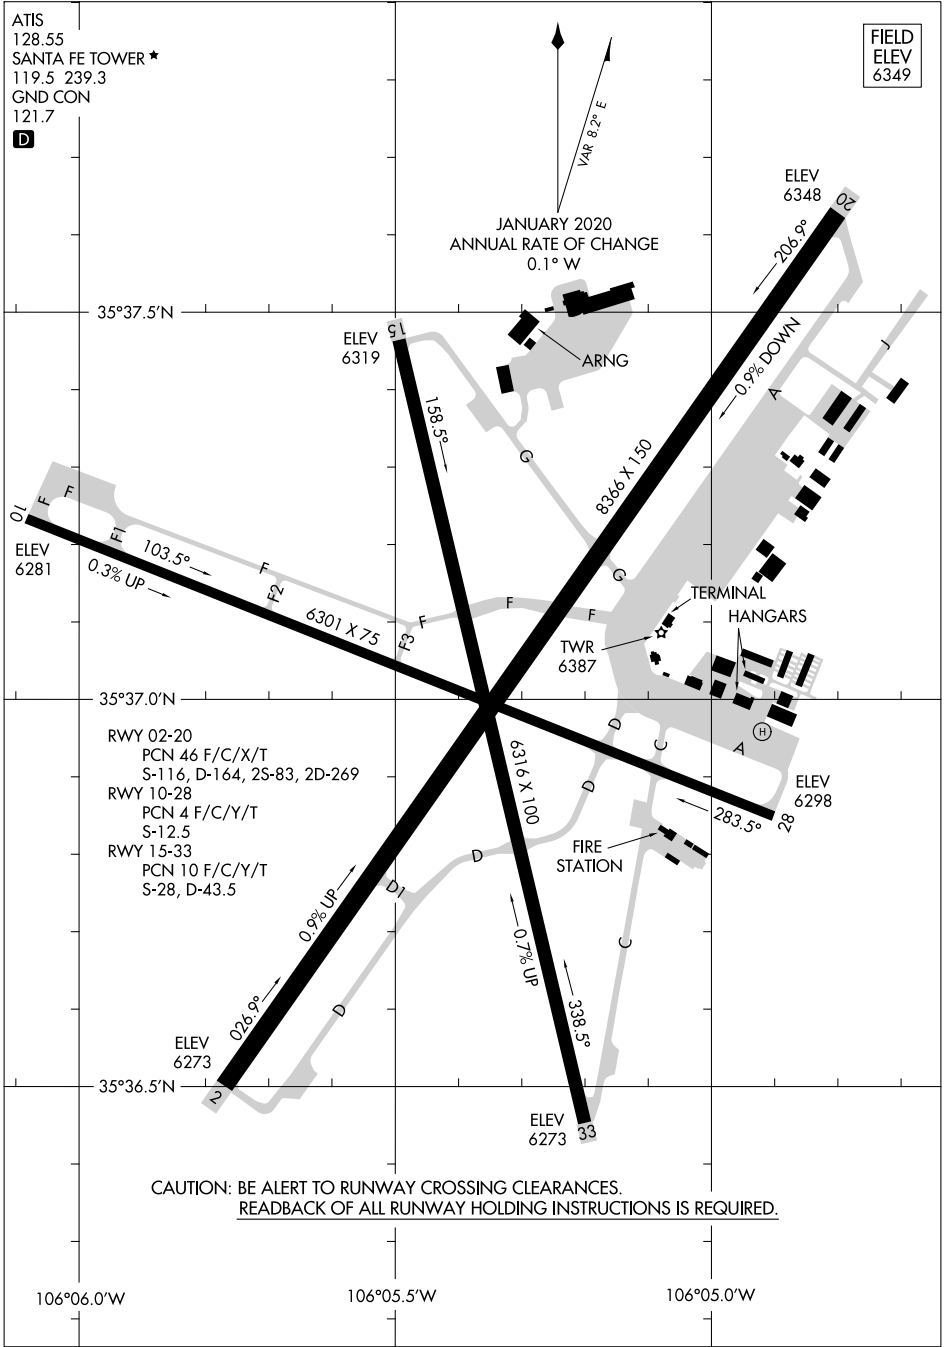 ATIS
128.55
SANTA FE TOWER ★
119.5 239.3
GND CON
121.7
D
FIELD
ELEV
6349
VAR 8.2° E
JANUARY 2020
ANNUAL RATE OF CHANGE
0.1° W
ELEV
6348
20
206.9°
0.9% DOWN
35°37.5'N
ELEV
6319
15
158.5°
ARNG
J
A
8366 X 150
G
G
F
F
10
ELEV
6281
F1
103.5°
0.3% UP
F
F2
6301 X 75
F3
F
F
F
TERMINAL
HANGARS
TWR
6387
35°37.0'N
RWY 02-20
PCN 46 F/C/X/T
S-116, D-164, 2S-83, 2D-269
RWY 10-28
PCN 4 F/C/Y/T
S-12.5
RWY 15-33
PCN 10 F/C/Y/T
S-28, D-43.5
6316 X 100
D
C
A
H
D
ELEV
6298
283.5°
28
FIRE
STATION
D
D1
0.9% UP
0.7% UP
C
026.9°
D
338.5°
ELEV
6273
2
35°36.5'N
ELEV
6273
33
CAUTION: BE ALERT TO RUNWAY CROSSING CLEARANCES.
READBACK OF ALL RUNWAY HOLDING INSTRUCTIONS IS REQUIRED.
106°06.0'W
106°05.5'W
106°05.0'W